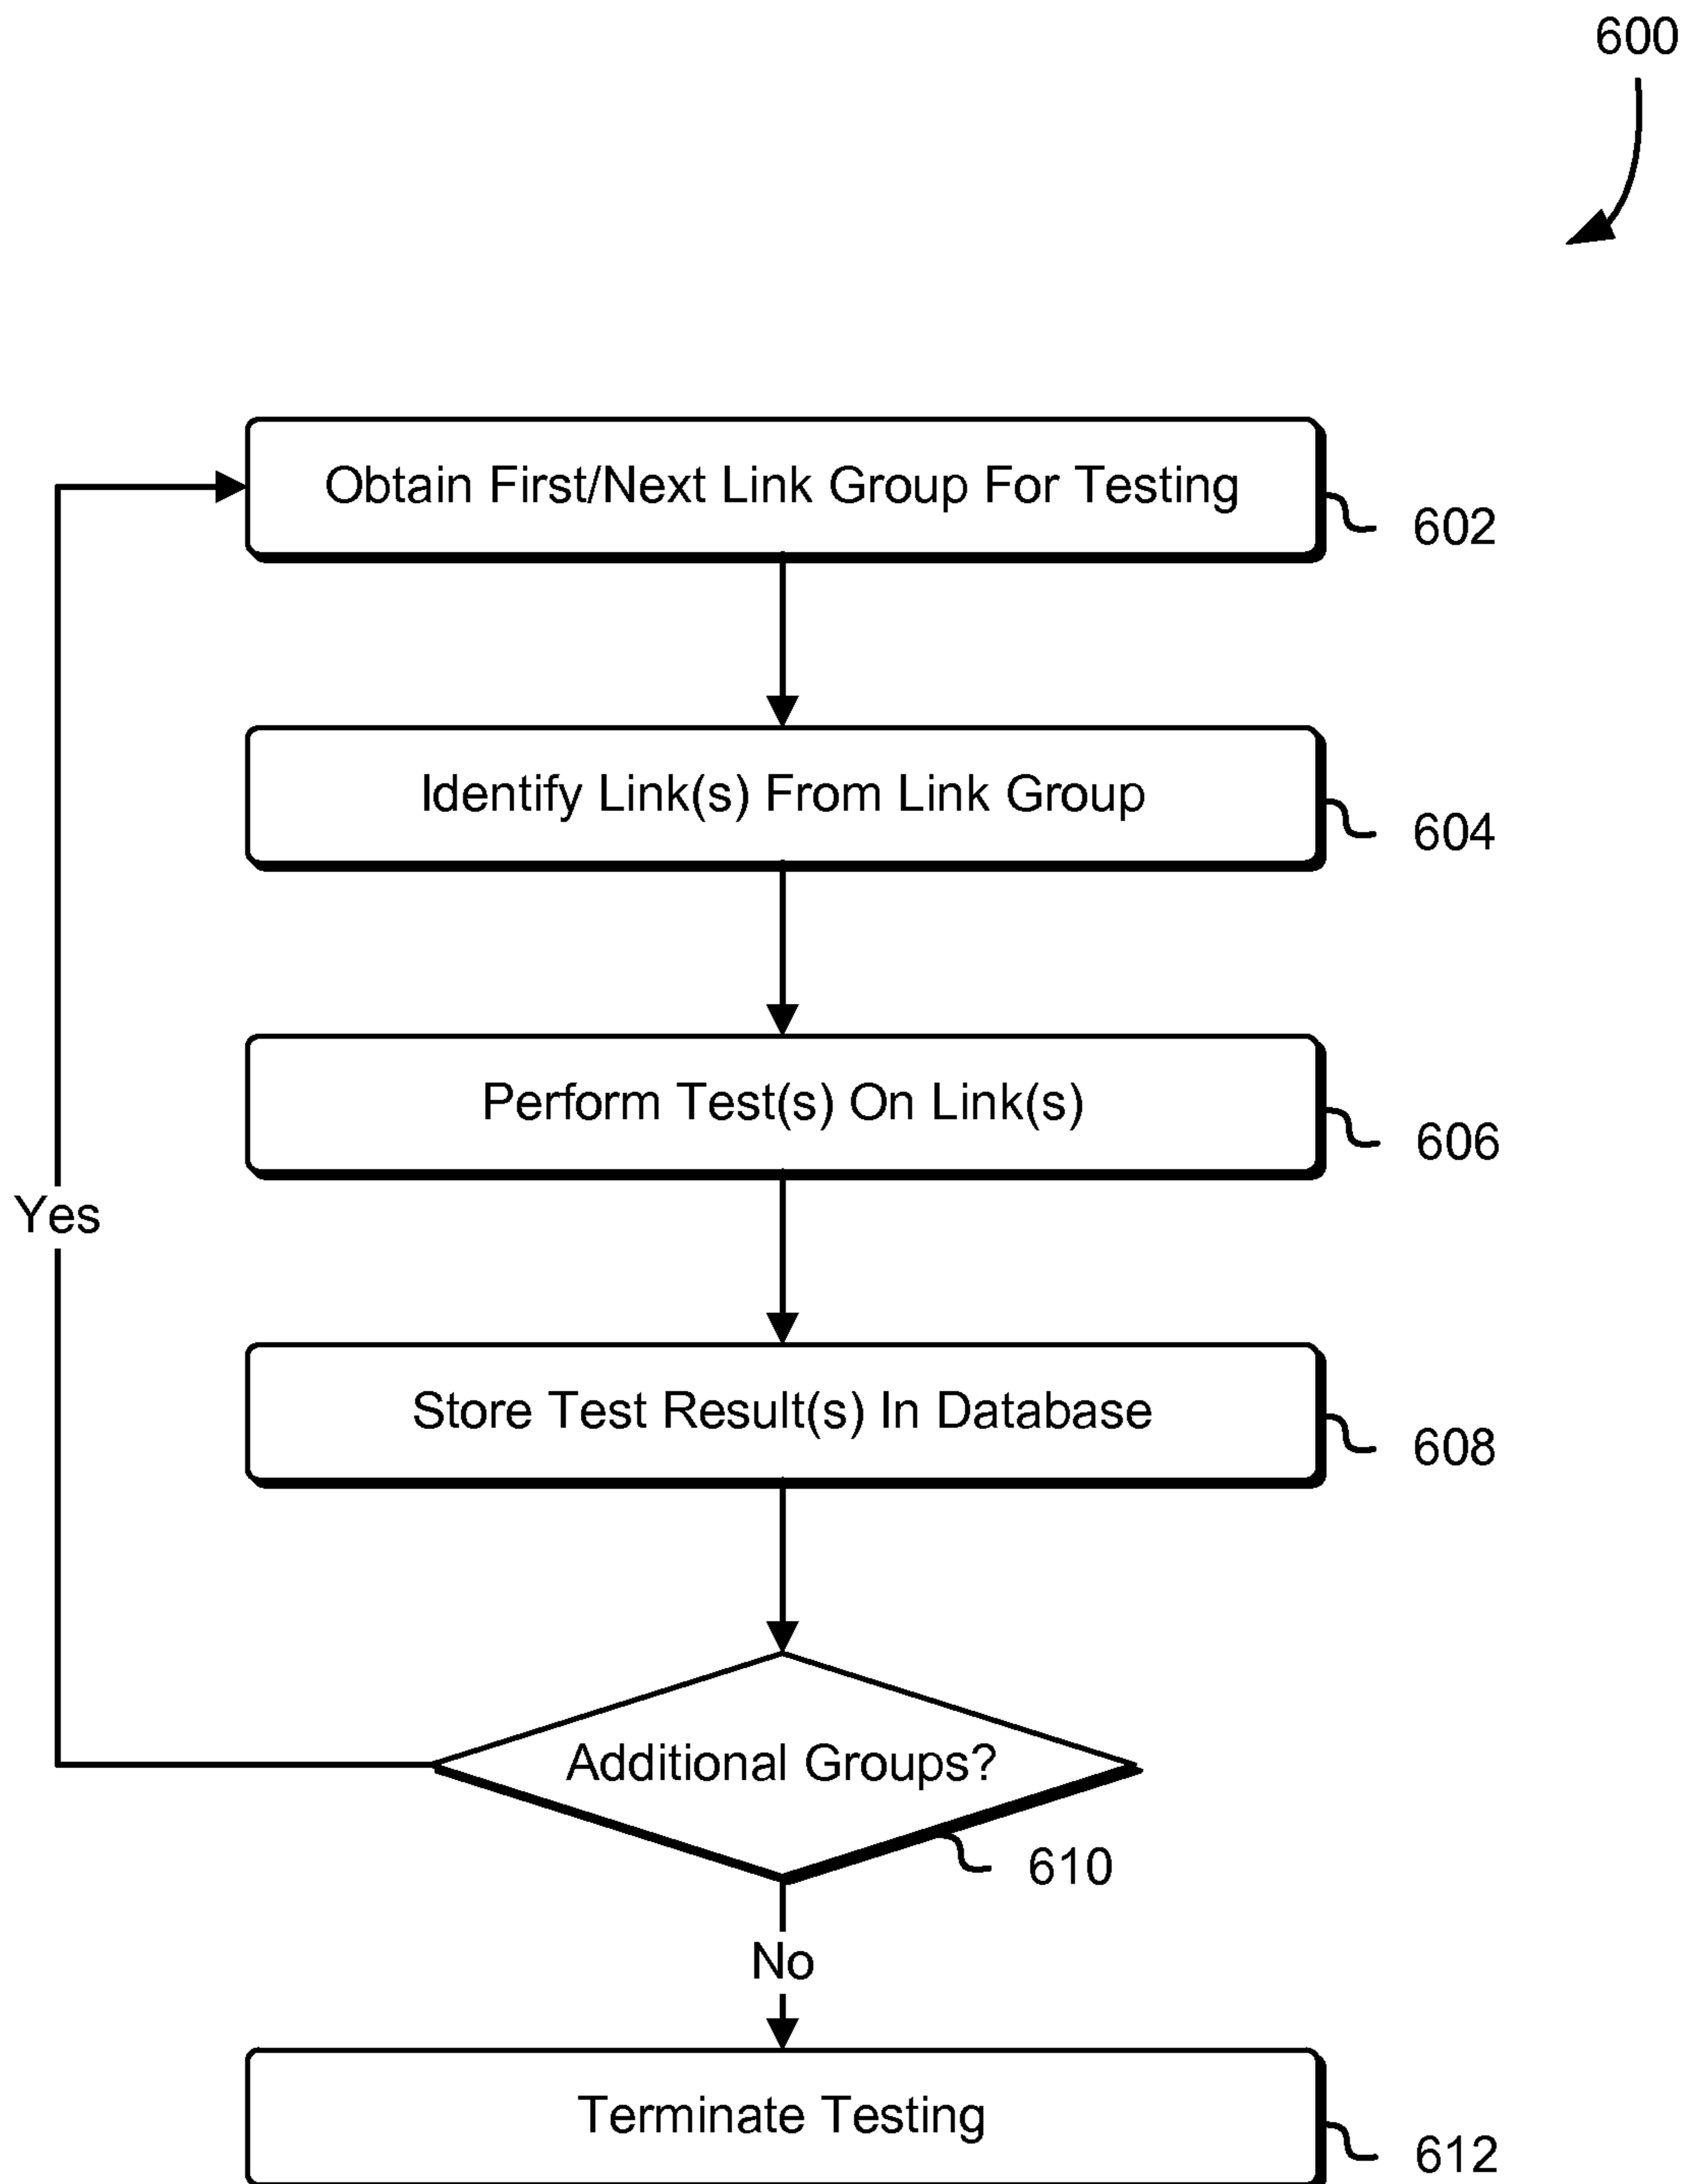 600
Obtain First/Next Link Group For Testing
602
Identify Link(s) From Link Group
604
Perform Test(s) On Link(s)
606
Yes
Store Test Result(s) In Database
608
Additional Groups?
610
No
Terminate Testing
612